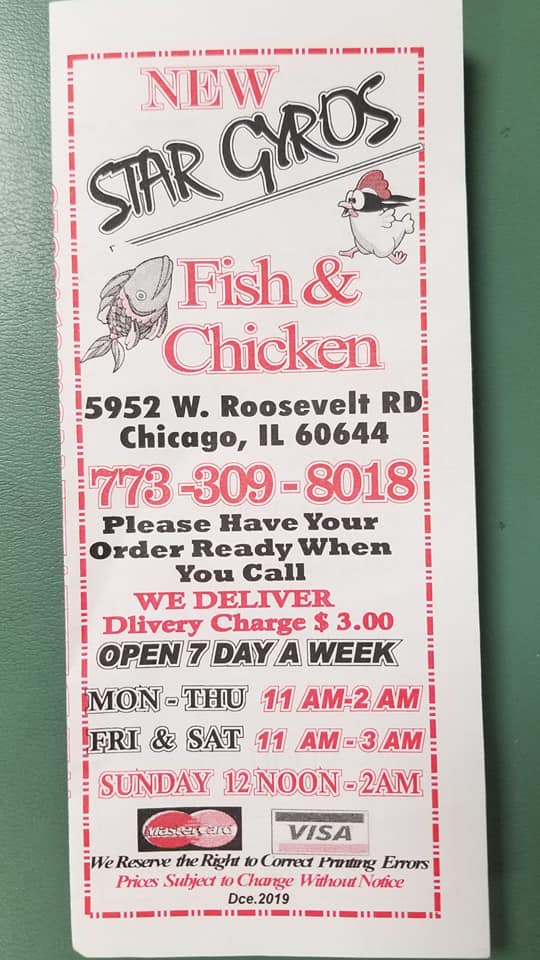 NEW
STAR GYROS
Fish &
Chicken
5952 W. Roosevelt RD
Chicago, IL 60644
773-309-8018
Please Have Your
Order Ready When
You Call
WE DELIVER
Dlivery Charge $ 3.00
OPEN 7 DAY A WEEK
MON - THU 11 AM-2 AM
FRI & SAT 11 AM - 3 AM
SUNDAY 12 NOON - 2AM
MasterCard
VISA
We Reserve the Right to Correct Printing Errors
Prices Subject to Change Without Notice
Dce.2019